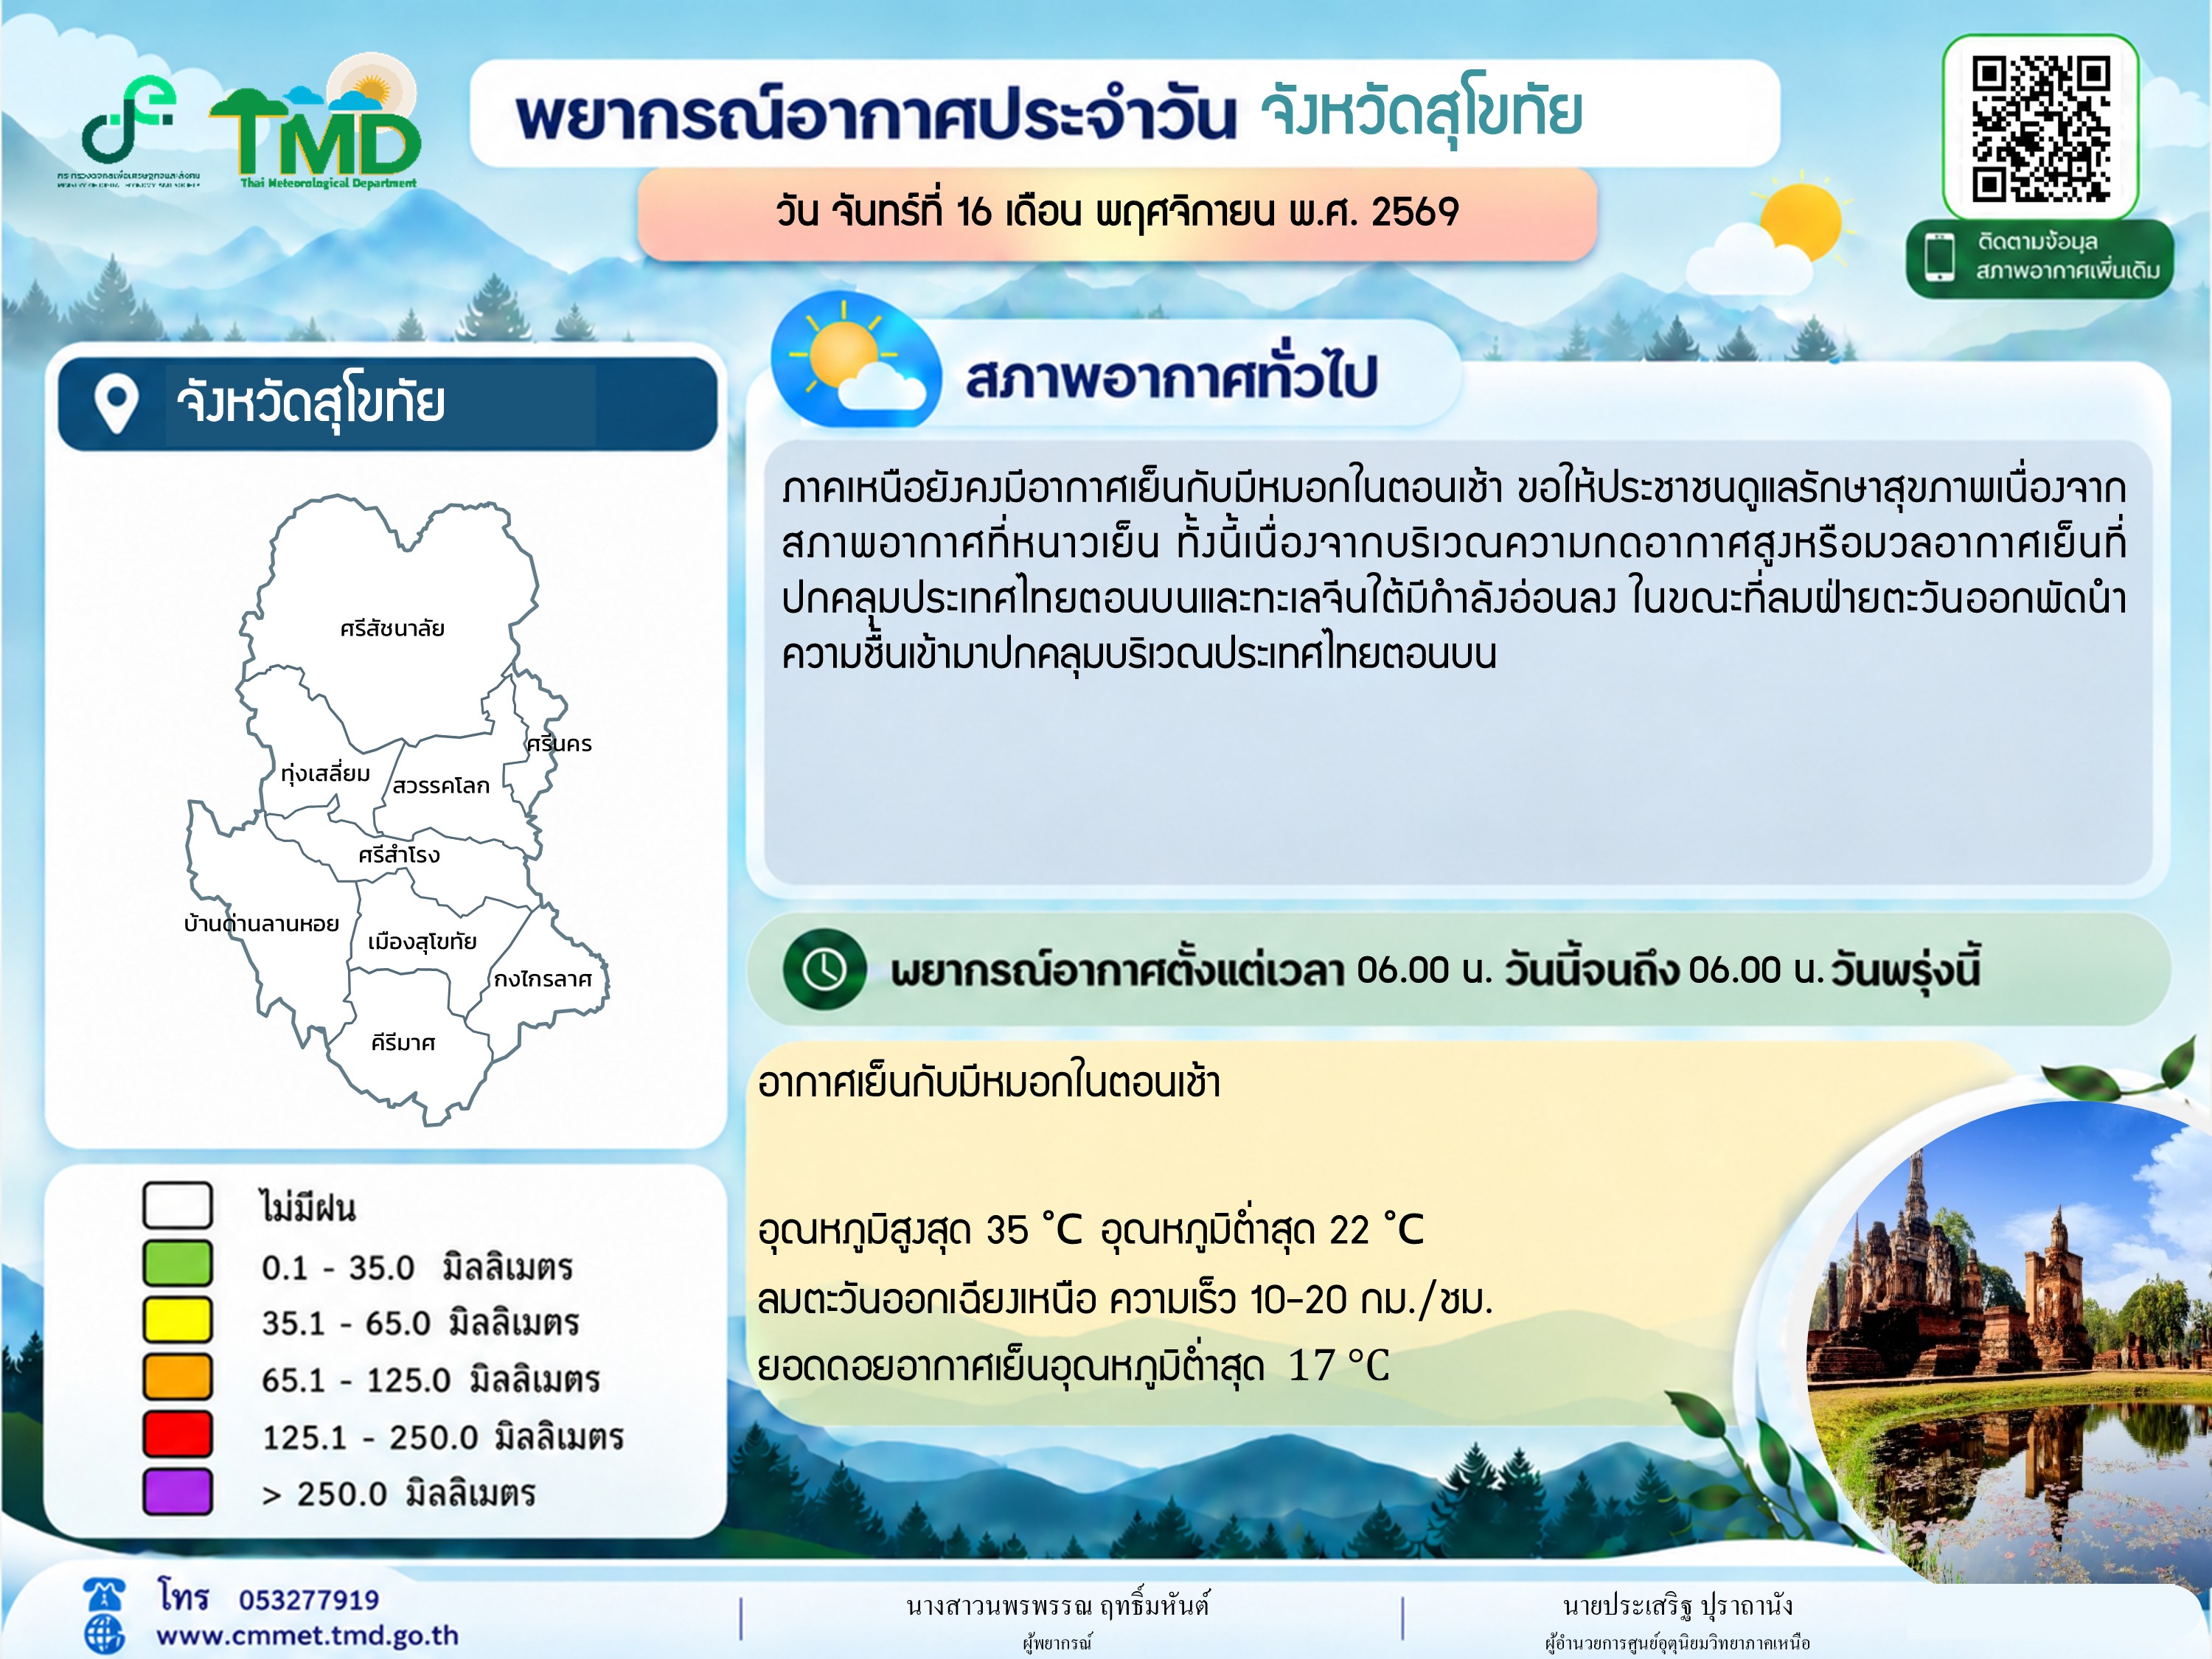 TMD
Thai Meteorological Department
พยากรณ์อากาศประจำวัน จังหวัดสุโขทัย
วัน จันทร์ที่ 16 เดือน พฤศจิกายน พ.ศ. 2569
จังหวัดสุโขทัย
ศรีสัชนาลัย
ศรีนคร
ทุ่งเสลี่ยม
สวรรคโลก
ศรีสำโรง
บ้านด่านลานหอย
เมืองสุโขทัย
กงไกรลาศ
คีรีมาศ
ไม่มีฝน
0.1 - 35.0 มิลลิเมตร
35.1 - 65.0 มิลลิเมตร
65.1 - 125.0 มิลลิเมตร
125.1 - 250.0 มิลลิเมตร
> 250.0 มิลลิเมตร
สภาพอากาศทั่วไป
ภาคเหนือยังคงมีอากาศเย็นกับมีหมอกในตอนเช้า ขอให้ประชาชนดูแลรักษาสุขภาพเนื่องจาก
สภาพอากาศที่หนาวเย็น ทั้งนี้เนื่องจากบริเวณความกดอากาศสูงหรือมวลอากาศเย็นที่
ปกคลุมประเทศไทยตอนบนและทะเลจีนใต้มีกำลังอ่อนลง ในขณะที่ลมฝ่ายตะวันออกพัดนำ
ความชื้นเข้ามาปกคลุมบริเวณประเทศไทยตอนบน
พยากรณ์อากาศตั้งแต่เวลา 06.00 น. วันนี้จนถึง 06.00 น. วันพรุ่งนี้
อากาศเย็นกับมีหมอกในตอนเช้า
อุณหภูมิสูงสุด 35 °C อุณหภูมิต่ำสุด 22 °C
ลมตะวันออกเฉียงเหนือ ความเร็ว 10-20 กม./ชม.
ยอดดอยอากาศเย็นอุณหภูมิต่ำสุด 17 °C
โทร 053277919
www.cmmet.tmd.go.th
นางสาวนพรพรรณ ฤทธิ์มหันต์
ผู้พยากรณ์
นายประเสริฐ ปุราถานัง
ผู้อำนวยการศูนย์อุตุนิยมวิทยาภาคเหนือ